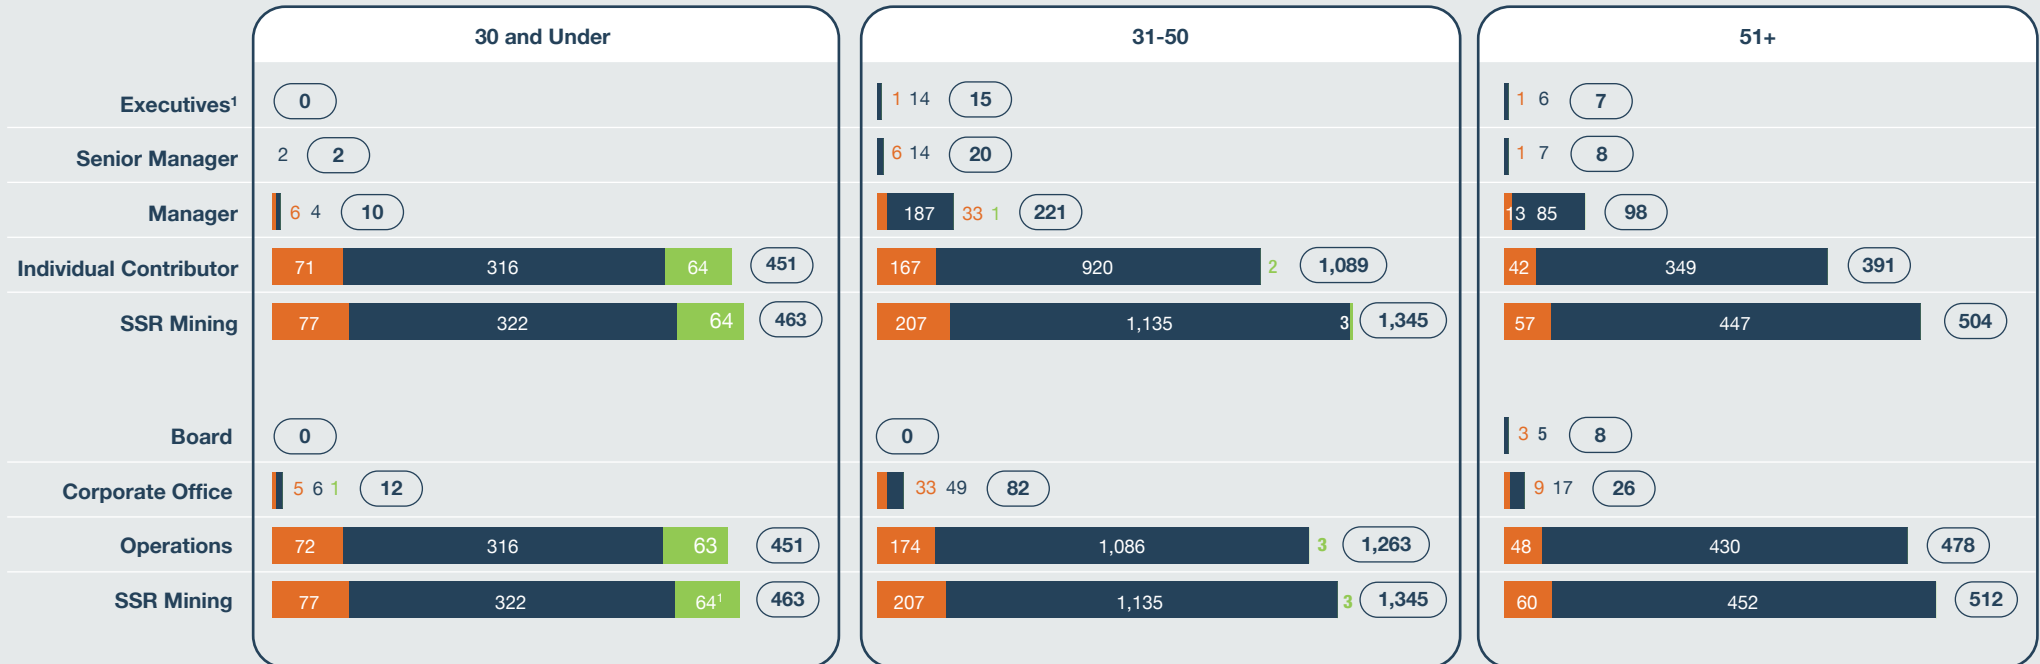 30 and Under 31-50 51+
Executives¹ 0 1 14 15 1 6 7
Senior Manager 2 2 6 14 20 1 7 8
Manager 6 4 10 187 33 1 221 13 85 98
Individual Contributor 71 316 64 451 167 920 2 1,089 42 349 391
SSR Mining 77 322 64 463 207 1,135 3 1,345 57 447 504
Board 0 0 3 5 8
Corporate Office 5 6 1 12 33 49 82 9 17 26
Operations 72 316 63 451 174 1,086 3 1,263 48 430 478
SSR Mining 77 322 64¹ 463 207 1,135 3 1,345 60 452 512